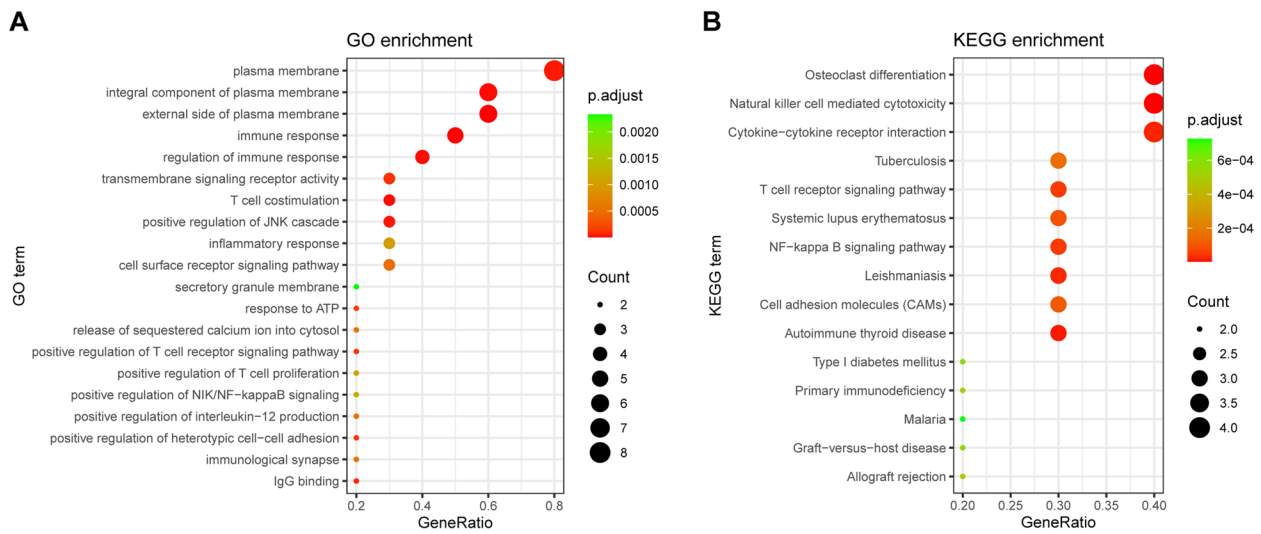 A
GO enrichment
GO term
plasma membrane
integral component of plasma membrane
external side of plasma membrane
immune response
regulation of immune response
transmembrane signaling receptor activity
T cell costimulation
positive regulation of JNK cascade
inflammatory response
cell surface receptor signaling pathway
secretory granule membrane
response to ATP
release of sequestered calcium ion into cytosol
positive regulation of T cell receptor signaling pathway
positive regulation of T cell proliferation
positive regulation of NIK/NF−kappaB signaling
positive regulation of interleukin−12 production
positive regulation of heterotypic cell−cell adhesion
immunological synapse
IgG binding
0.2 0.4 0.6 0.8
GeneRatio
p.adjust
0.0020
0.0015
0.0010
0.0005
Count
2
3
4
5
6
7
8
B
KEGG enrichment
KEGG term
Osteoclast differentiation
Natural killer cell mediated cytotoxicity
Cytokine−cytokine receptor interaction
Tuberculosis
T cell receptor signaling pathway
Systemic lupus erythematosus
NF−kappa B signaling pathway
Leishmaniasis
Cell adhesion molecules (CAMs)
Autoimmune thyroid disease
Type I diabetes mellitus
Primary immunodeficiency
Malaria
Graft−versus−host disease
Allograft rejection
0.20 0.25 0.30 0.35 0.40
GeneRatio
p.adjust
6e−04
4e−04
2e−04
Count
2.0
2.5
3.0
3.5
4.0